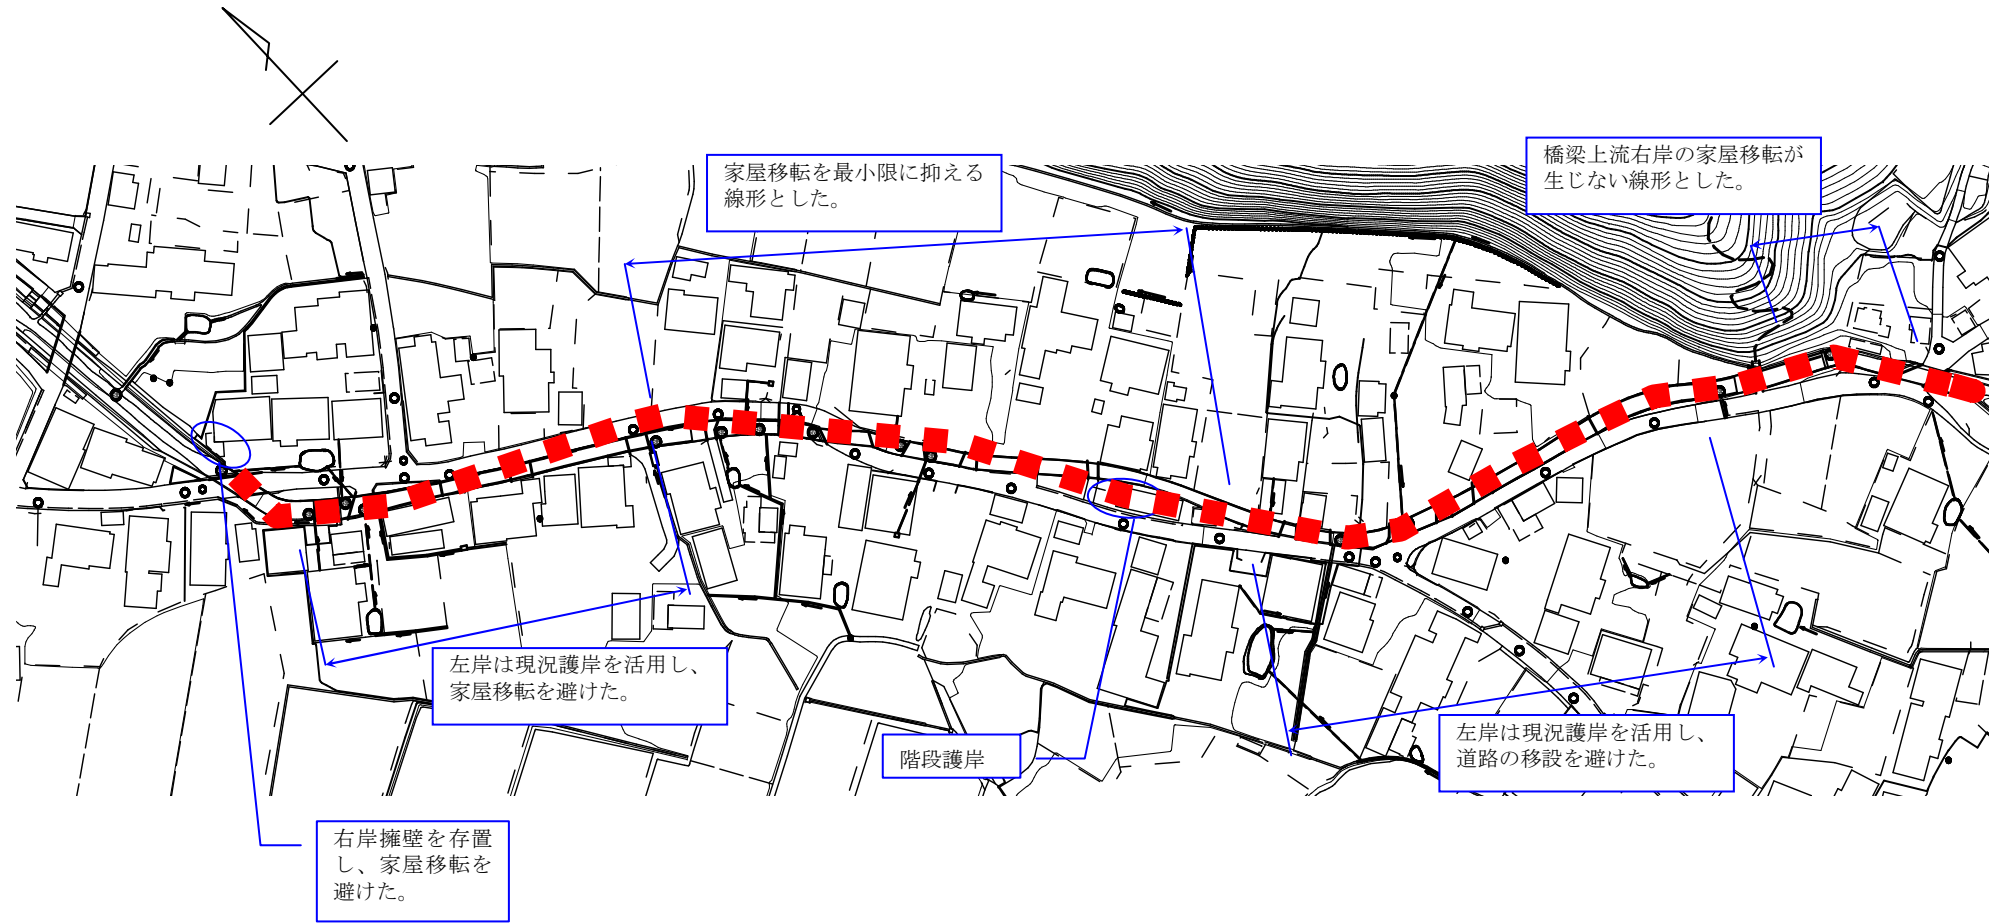 橋梁上流右岸の家屋移転が
生じない線形とした。
家屋移転を最小限に抑える
線形とした。
左岸は現況護岸を活用し、
家屋移転を避けた。
階段護岸
左岸は現況護岸を活用し、
道路の移設を避けた。
右岸擁壁を存置
し、家屋移転を
避けた。